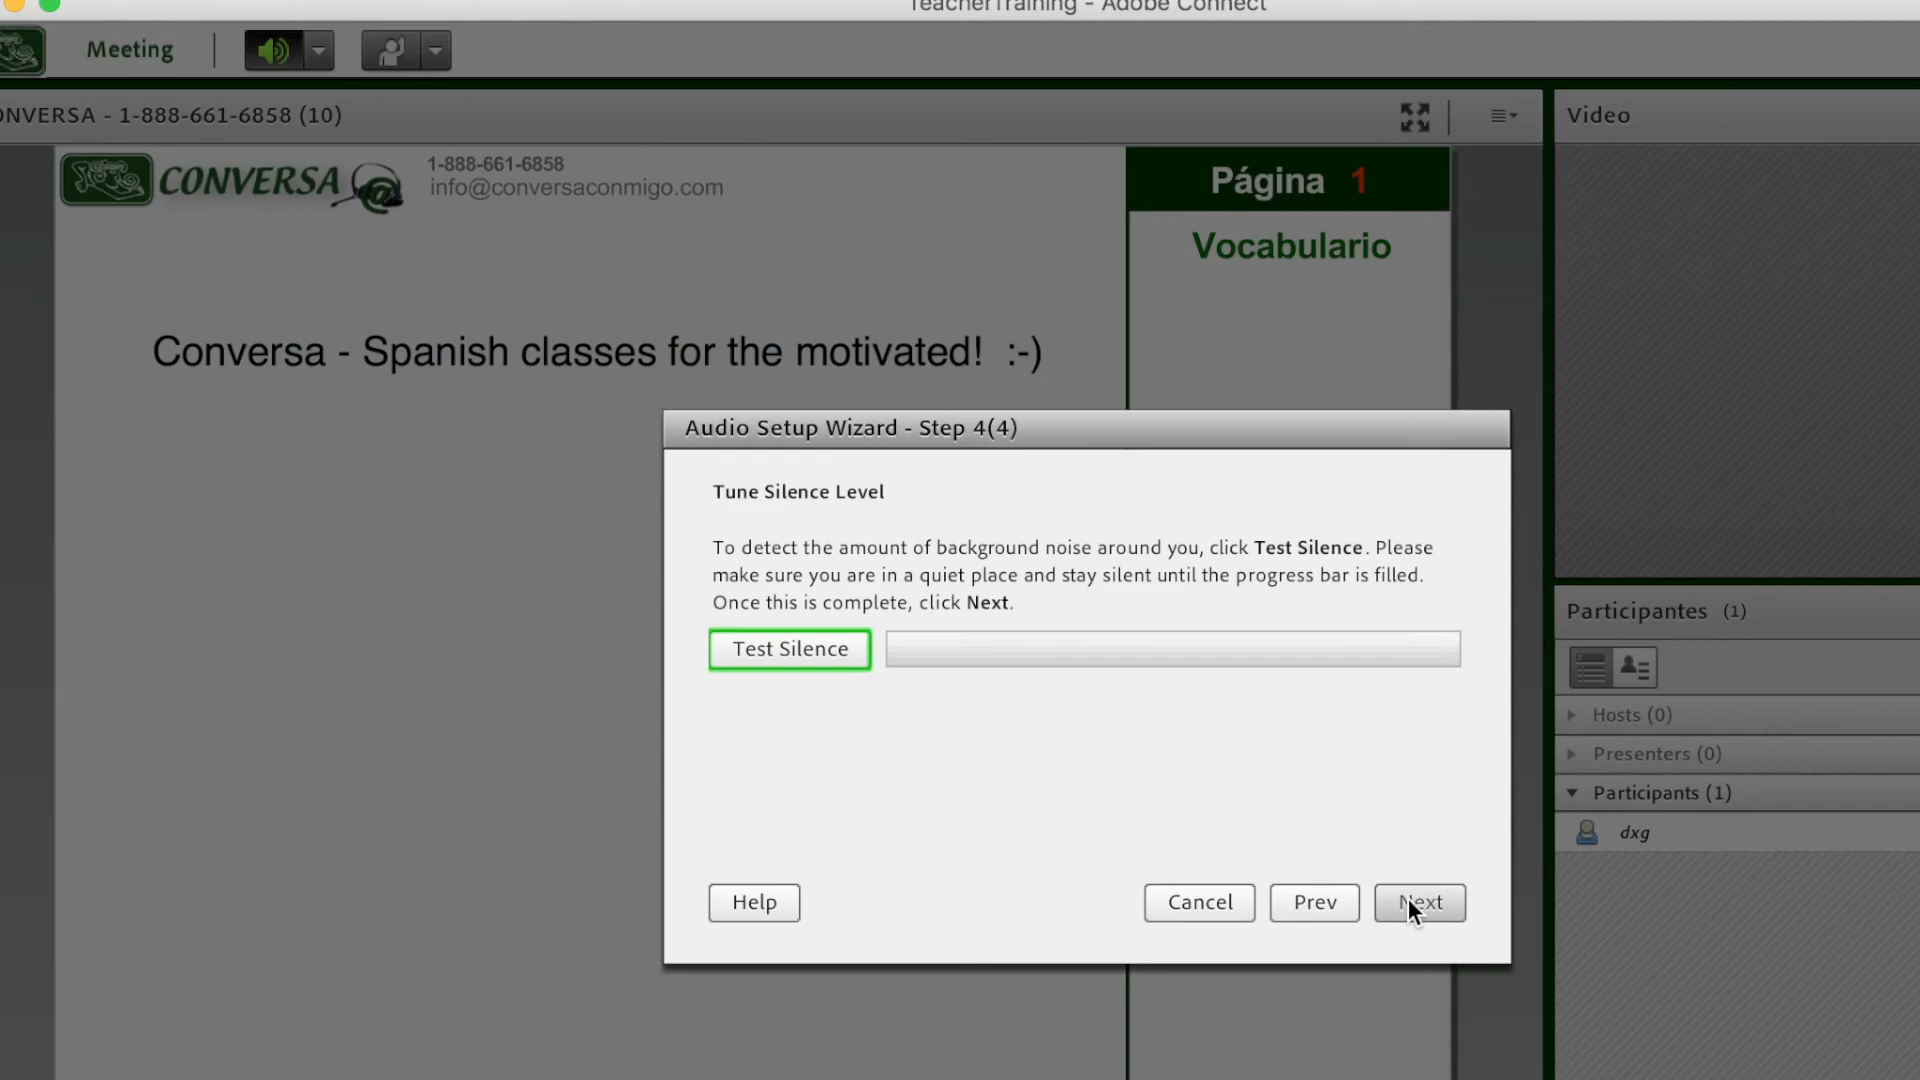 TeacherTraining - Adobe Connect
Meeting
ONVERSA - 1-888-661-6858 (10)
Video
CONVERSA
1-888-661-6858
info@conversaconmigo.com
Página 1
Vocabulario
Conversa - Spanish classes for the motivated! :-)
Audio Setup Wizard - Step 4(4)
Tune Silence Level
To detect the amount of background noise around you, click Test Silence. Please
make sure you are in a quiet place and stay silent until the progress bar is filled.
Once this is complete, click Next.
Test Silence
Help
Cancel
Prev
Next
Participantes (1)
Hosts (0)
Presenters (0)
Participants (1)
dxg